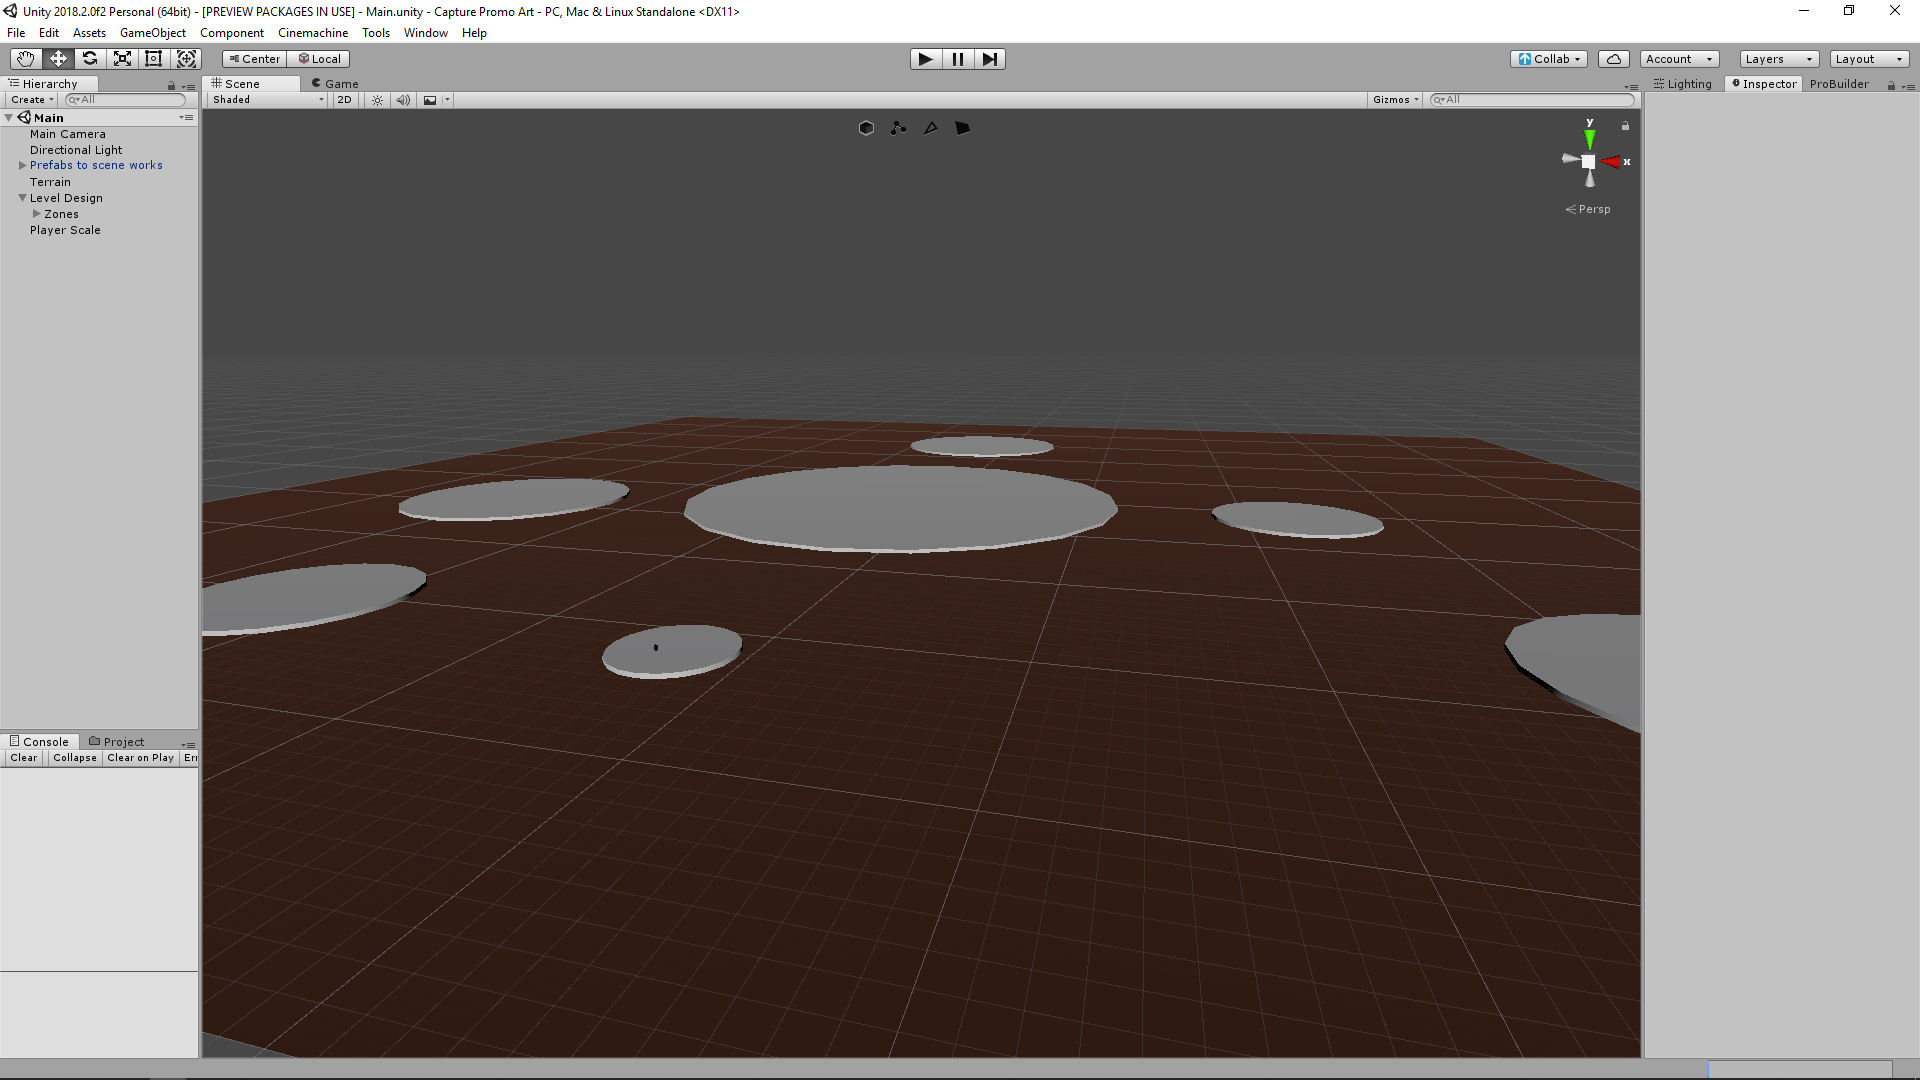 Unity 2018.2.0f2 Personal (64bit) - [PREVIEW PACKAGES IN USE] - Main.unity - Capture Promo Art - PC, Mac & Linux Standalone <DX11>
File Edit Assets GameObject Component Cinemachine Tools Window Help
Center Local Collab Account Layers Layout
Hierarchy Scene Game Lighting Inspector ProBuilder
Create All Shaded 2D Gizmos All
Main
Main Camera
Directional Light
Prefabs to scene works
Terrain
Level Design
Zones
Player Scale
y
x
Persp
Console Project
Clear Collapse Clear on Play Err